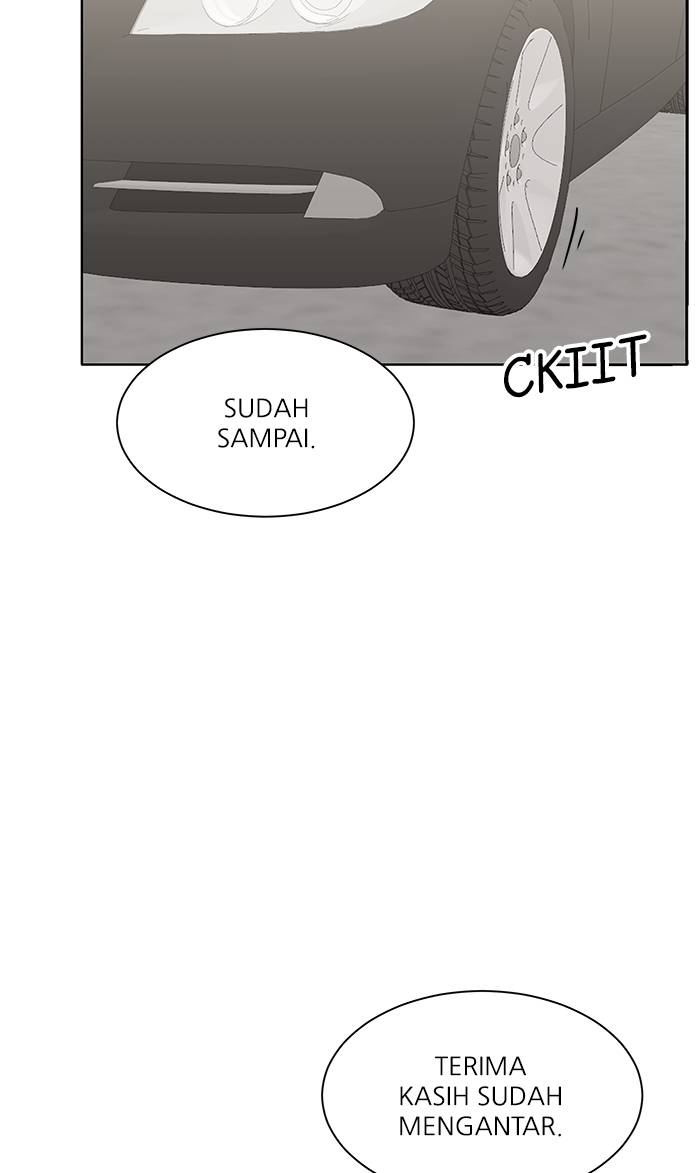 CKIIT
SUDAH
SAMPAI.
TERIMA
KASIH SUDAH
MENGANTAR.